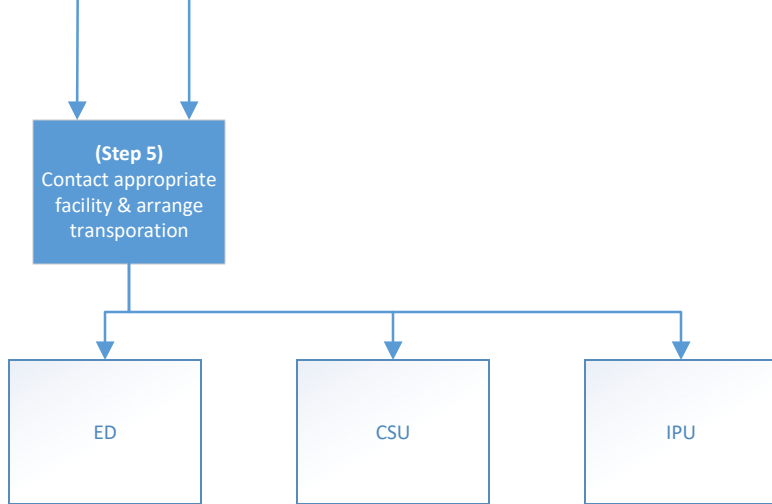 (Step 5)
Contact appropriate
facility & arrange
transporation
ED
CSU
IPU